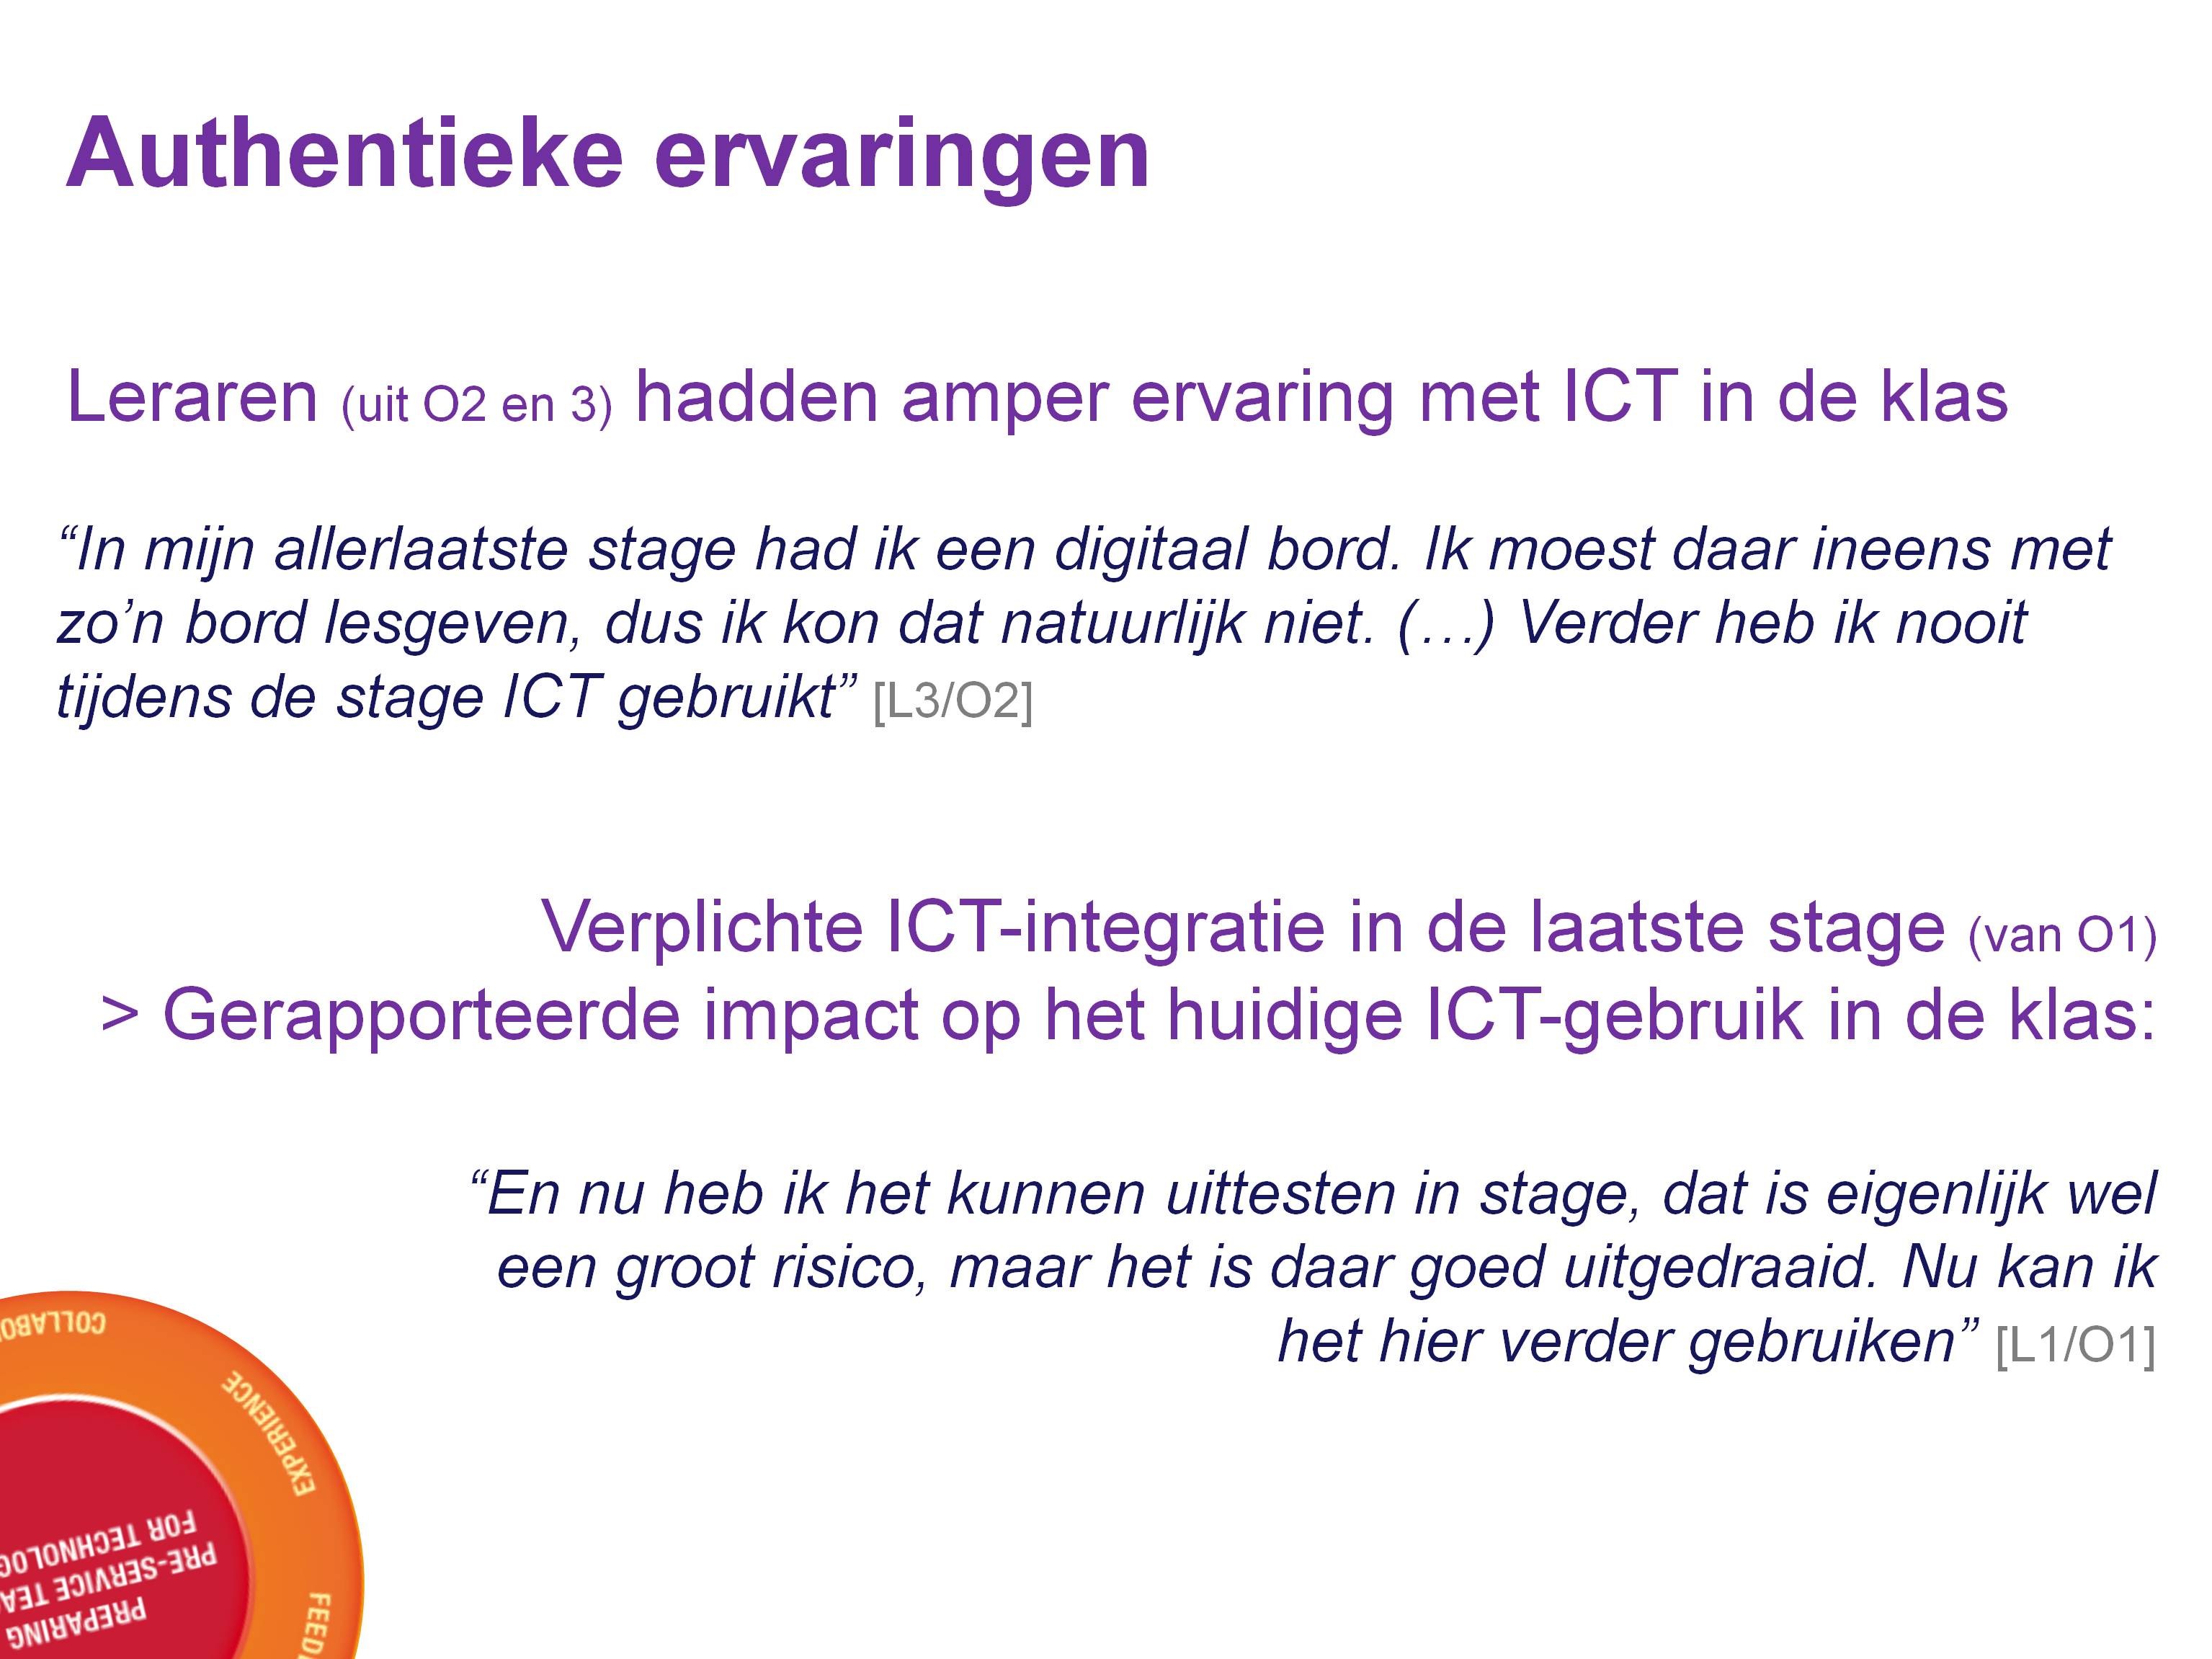 Authentieke ervaringen
Leraren (uit O2 en 3) hadden amper ervaring met ICT in de klas
“In mijn allerlaatste stage had ik een digitaal bord. Ik moest daar ineens met
zo’n bord lesgeven, dus ik kon dat natuurlijk niet. (…) Verder heb ik nooit
tijdens de stage ICT gebruikt” [L3/O2]
Verplichte ICT-integratie in de laatste stage (van O1)
> Gerapporteerde impact op het huidige ICT-gebruik in de klas:
“En nu heb ik het kunnen uittesten in stage, dat is eigenlijk wel
een groot risico, maar het is daar goed uitgedraaid. Nu kan ik
het hier verder gebruiken” [L1/O1]
EXPERIENCE
PREPARING
PRE-SERVICE
FOR